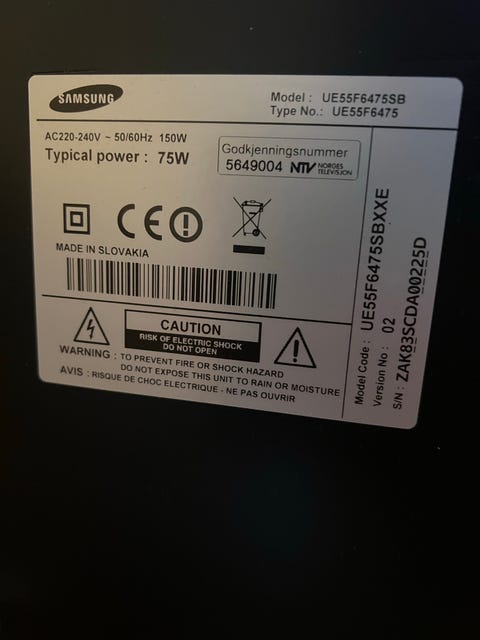 SAMSUNG
Model : UE55F6475SB
Type No.: UE55F6475
AC220-240V ~ 50/60Hz 150W
Typical power : 75W
Godkjenningsnummer
5649004 NTV NORGES TELEVISJON
CE
MADE IN SLOVAKIA
CAUTION
RISK OF ELECTRIC SHOCK
DO NOT OPEN
WARNING : TO PREVENT FIRE OR SHOCK HAZARD
DO NOT EXPOSE THIS UNIT TO RAIN OR MOISTURE
AVIS : RISQUE DE CHOC ELECTRIQUE - NE PAS OUVRIR
Model Code : UE55F6475SBXXE
Version No : 02
S/N : ZAK83SCDA00225D